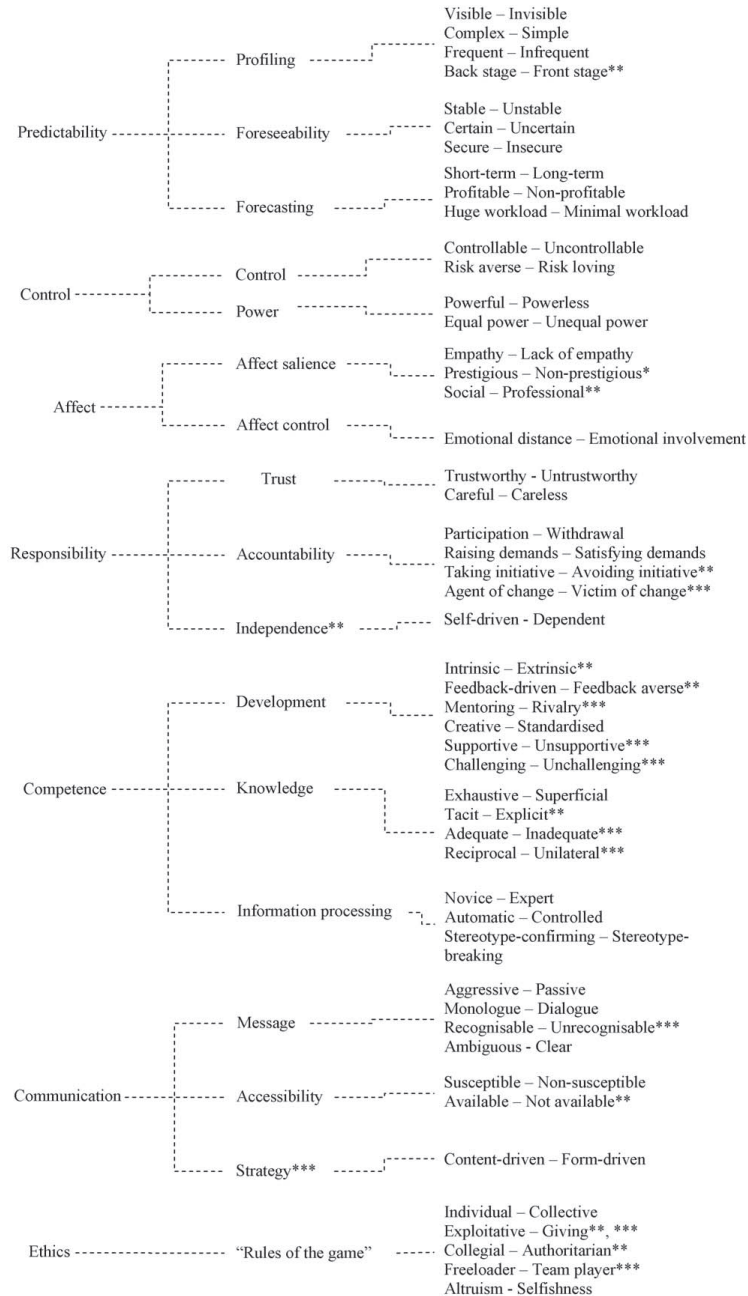 Predictability
Profiling
Visible – Invisible
Complex – Simple
Frequent – Infrequent
Back stage – Front stage**
Foreseeability
Stable – Unstable
Certain – Uncertain
Secure – Insecure
Forecasting
Short-term – Long-term
Profitable – Non-profitable
Huge workload – Minimal workload
Control
Control
Controllable – Uncontrollable
Risk averse – Risk loving
Power
Powerful – Powerless
Equal power – Unequal power
Affect
Affect salience
Empathy – Lack of empathy
Prestigious – Non-prestigious*
Social – Professional**
Affect control
Emotional distance – Emotional involvement
Responsibility
Trust
Trustworthy - Untrustworthy
Careful – Careless
Accountability
Participation – Withdrawal
Raising demands – Satisfying demands
Taking initiative – Avoiding initiative**
Agent of change – Victim of change***
Independence**
Self-driven - Dependent
Competence
Development
Intrinsic – Extrinsic**
Feedback-driven – Feedback averse**
Mentoring – Rivalry***
Creative – Standardised
Supportive – Unsupportive***
Challenging – Unchallenging***
Knowledge
Exhaustive – Superficial
Tacit – Explicit**
Adequate – Inadequate***
Reciprocal – Unilateral***
Information processing
Novice – Expert
Automatic – Controlled
Stereotype-confirming – Stereotype-
breaking
Communication
Message
Aggressive – Passive
Monologue – Dialogue
Recognisable – Unrecognisable***
Ambiguous - Clear
Accessibility
Susceptible – Non-susceptible
Available – Not available**
Strategy***
Content-driven – Form-driven
Ethics
“Rules of the game”
Individual – Collective
Exploitative – Giving**, ***
Collegial – Authoritarian**
Freeloader – Team player***
Altruism - Selfishness